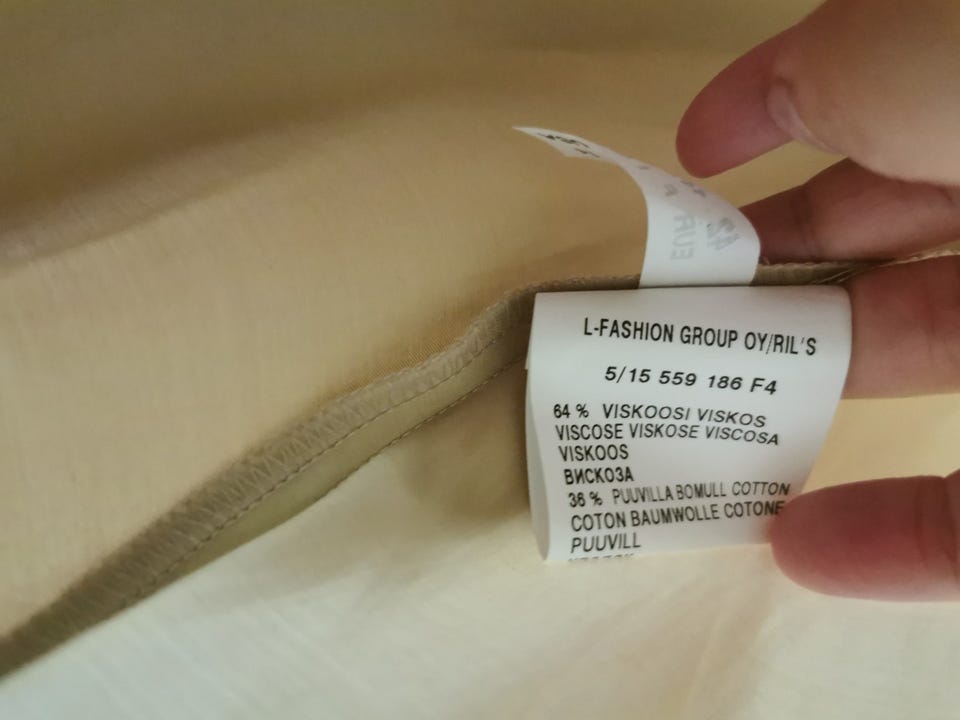 L-FASHION GROUP OY/RIL'S
5/15 559 186 F4
64 % VISKOOSI VISKOS
VISCOSE VISKOSE VISCOSA
VISKOOS
ВИСКОЗА
36 % PUUVILLA BOMULL COTTON
COTON BAUMWOLLE COTONE
PUUVILL
EUR